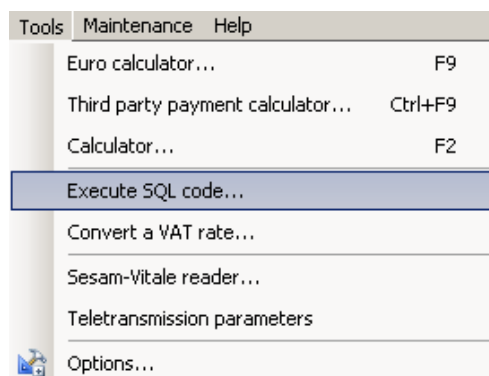 Tools Maintenance Help
Euro calculator... F9
Third party payment calculator... Ctrl+F9
Calculator... F2
Execute SQL code...
Convert a VAT rate...
Sesam-Vitale reader...
Teletransmission parameters
Options...